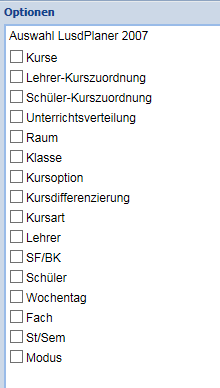 Optionen
Auswahl LusdPlaner 2007
Kurse
Lehrer-Kurszuordnung
Schüler-Kurszuordnung
Unterrichtsverteilung
Raum
Klasse
Kursoption
Kursdifferenzierung
Kursart
Lehrer
SF/BK
Schüler
Wochentag
Fach
St/Sem
Modus